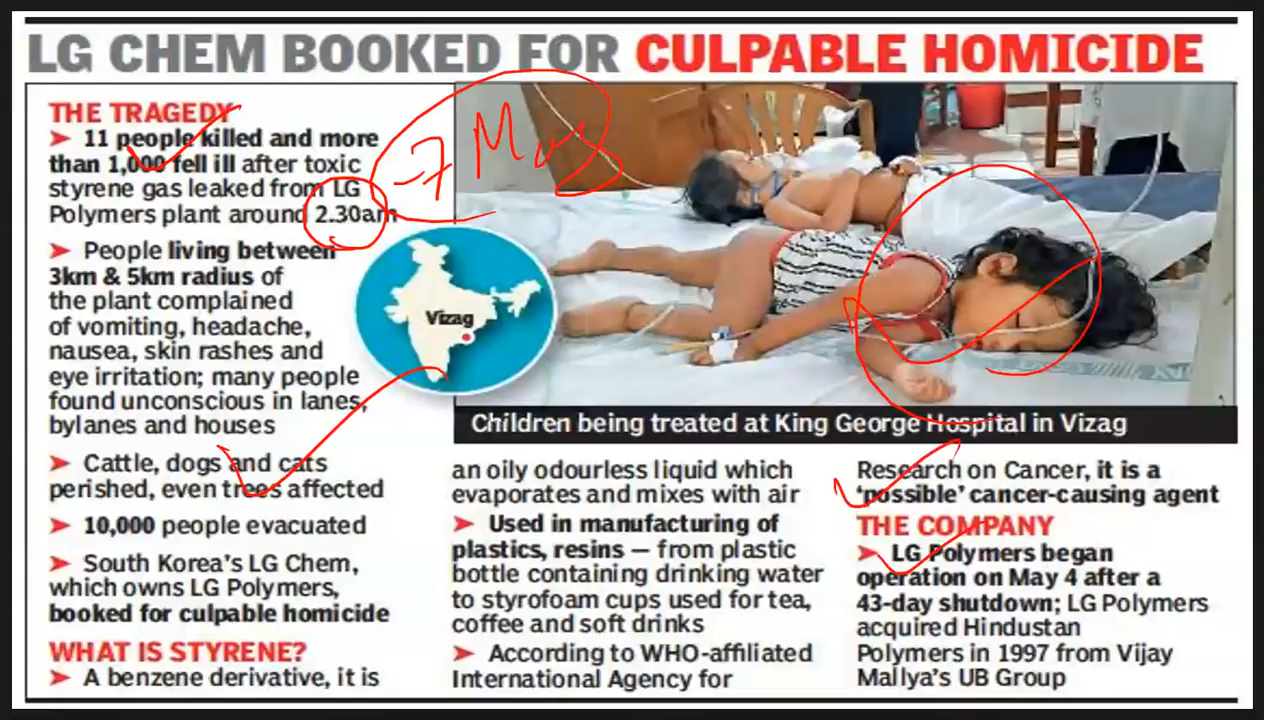 LG CHEM BOOKED FOR CULPABLE HOMICIDE
THE TRAGEDY
➤ 11 people killed and more
than 1,000 fell ill after toxic
styrene gas leaked from LG
Polymers plant around 2.30am
-7 May
➤ People living between
3km & 5km radius of
the plant complained
of vomiting, headache,
nausea, skin rashes and
eye irritation; many people
found unconscious in lanes,
bylanes and houses
➤ Cattle, dogs and cats
perished, even trees affected
➤ 10,000 people evacuated
➤ South Korea's LG Chem,
which owns LG Polymers,
booked for culpable homicide
WHAT IS STYRENE?
➤ A benzene derivative, it is
Vizag
Children being treated at King George Hospital in Vizag
an oily odourless liquid which
evaporates and mixes with air
➤ Used in manufacturing of
plastics, resins — from plastic
bottle containing drinking water
to styrofoam cups used for tea,
coffee and soft drinks
➤ According to WHO-affiliated
International Agency for
Research on Cancer, it is a
'possible' cancer-causing agent
THE COMPANY
➤ LG Polymers began
operation on May 4 after a
43-day shutdown; LG Polymers
acquired Hindustan
Polymers in 1997 from Vijay
Mallya's UB Group